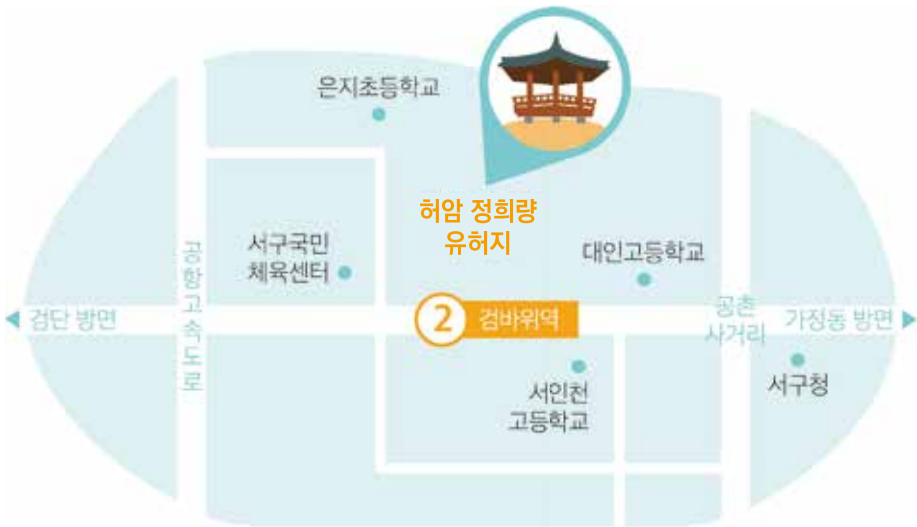 은지초등학교
허암 정희량
유허지
서구국민
체육센터
대인고등학교
공항고속도로
검단 방면
2 검바위역
공촌
사거리
가정동 방면
서인천
고등학교
서구청